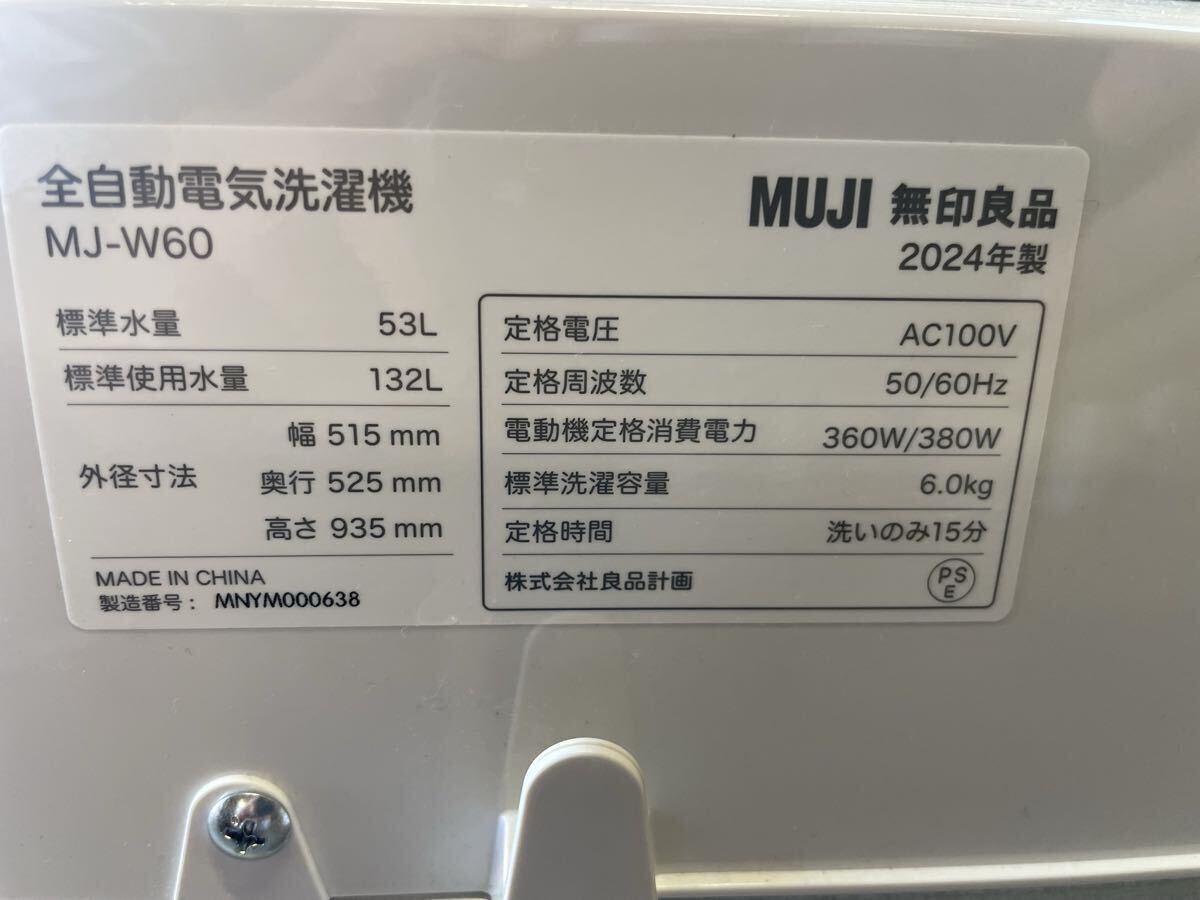 全自動電気洗濯機
MJ-W60
MUJI 無印良品
2024年製
標準水量 53L
標準使用水量 132L
外径寸法
幅 515 mm
奥行 525 mm
高さ 935 mm
MADE IN CHINA
製造番号: MNYM000638
定格電圧 AC100V
定格周波数 50/60Hz
電動機定格消費電力 360W/380W
標準洗濯容量 6.0kg
定格時間 洗いのみ15分
株式会社良品計画
PS
E